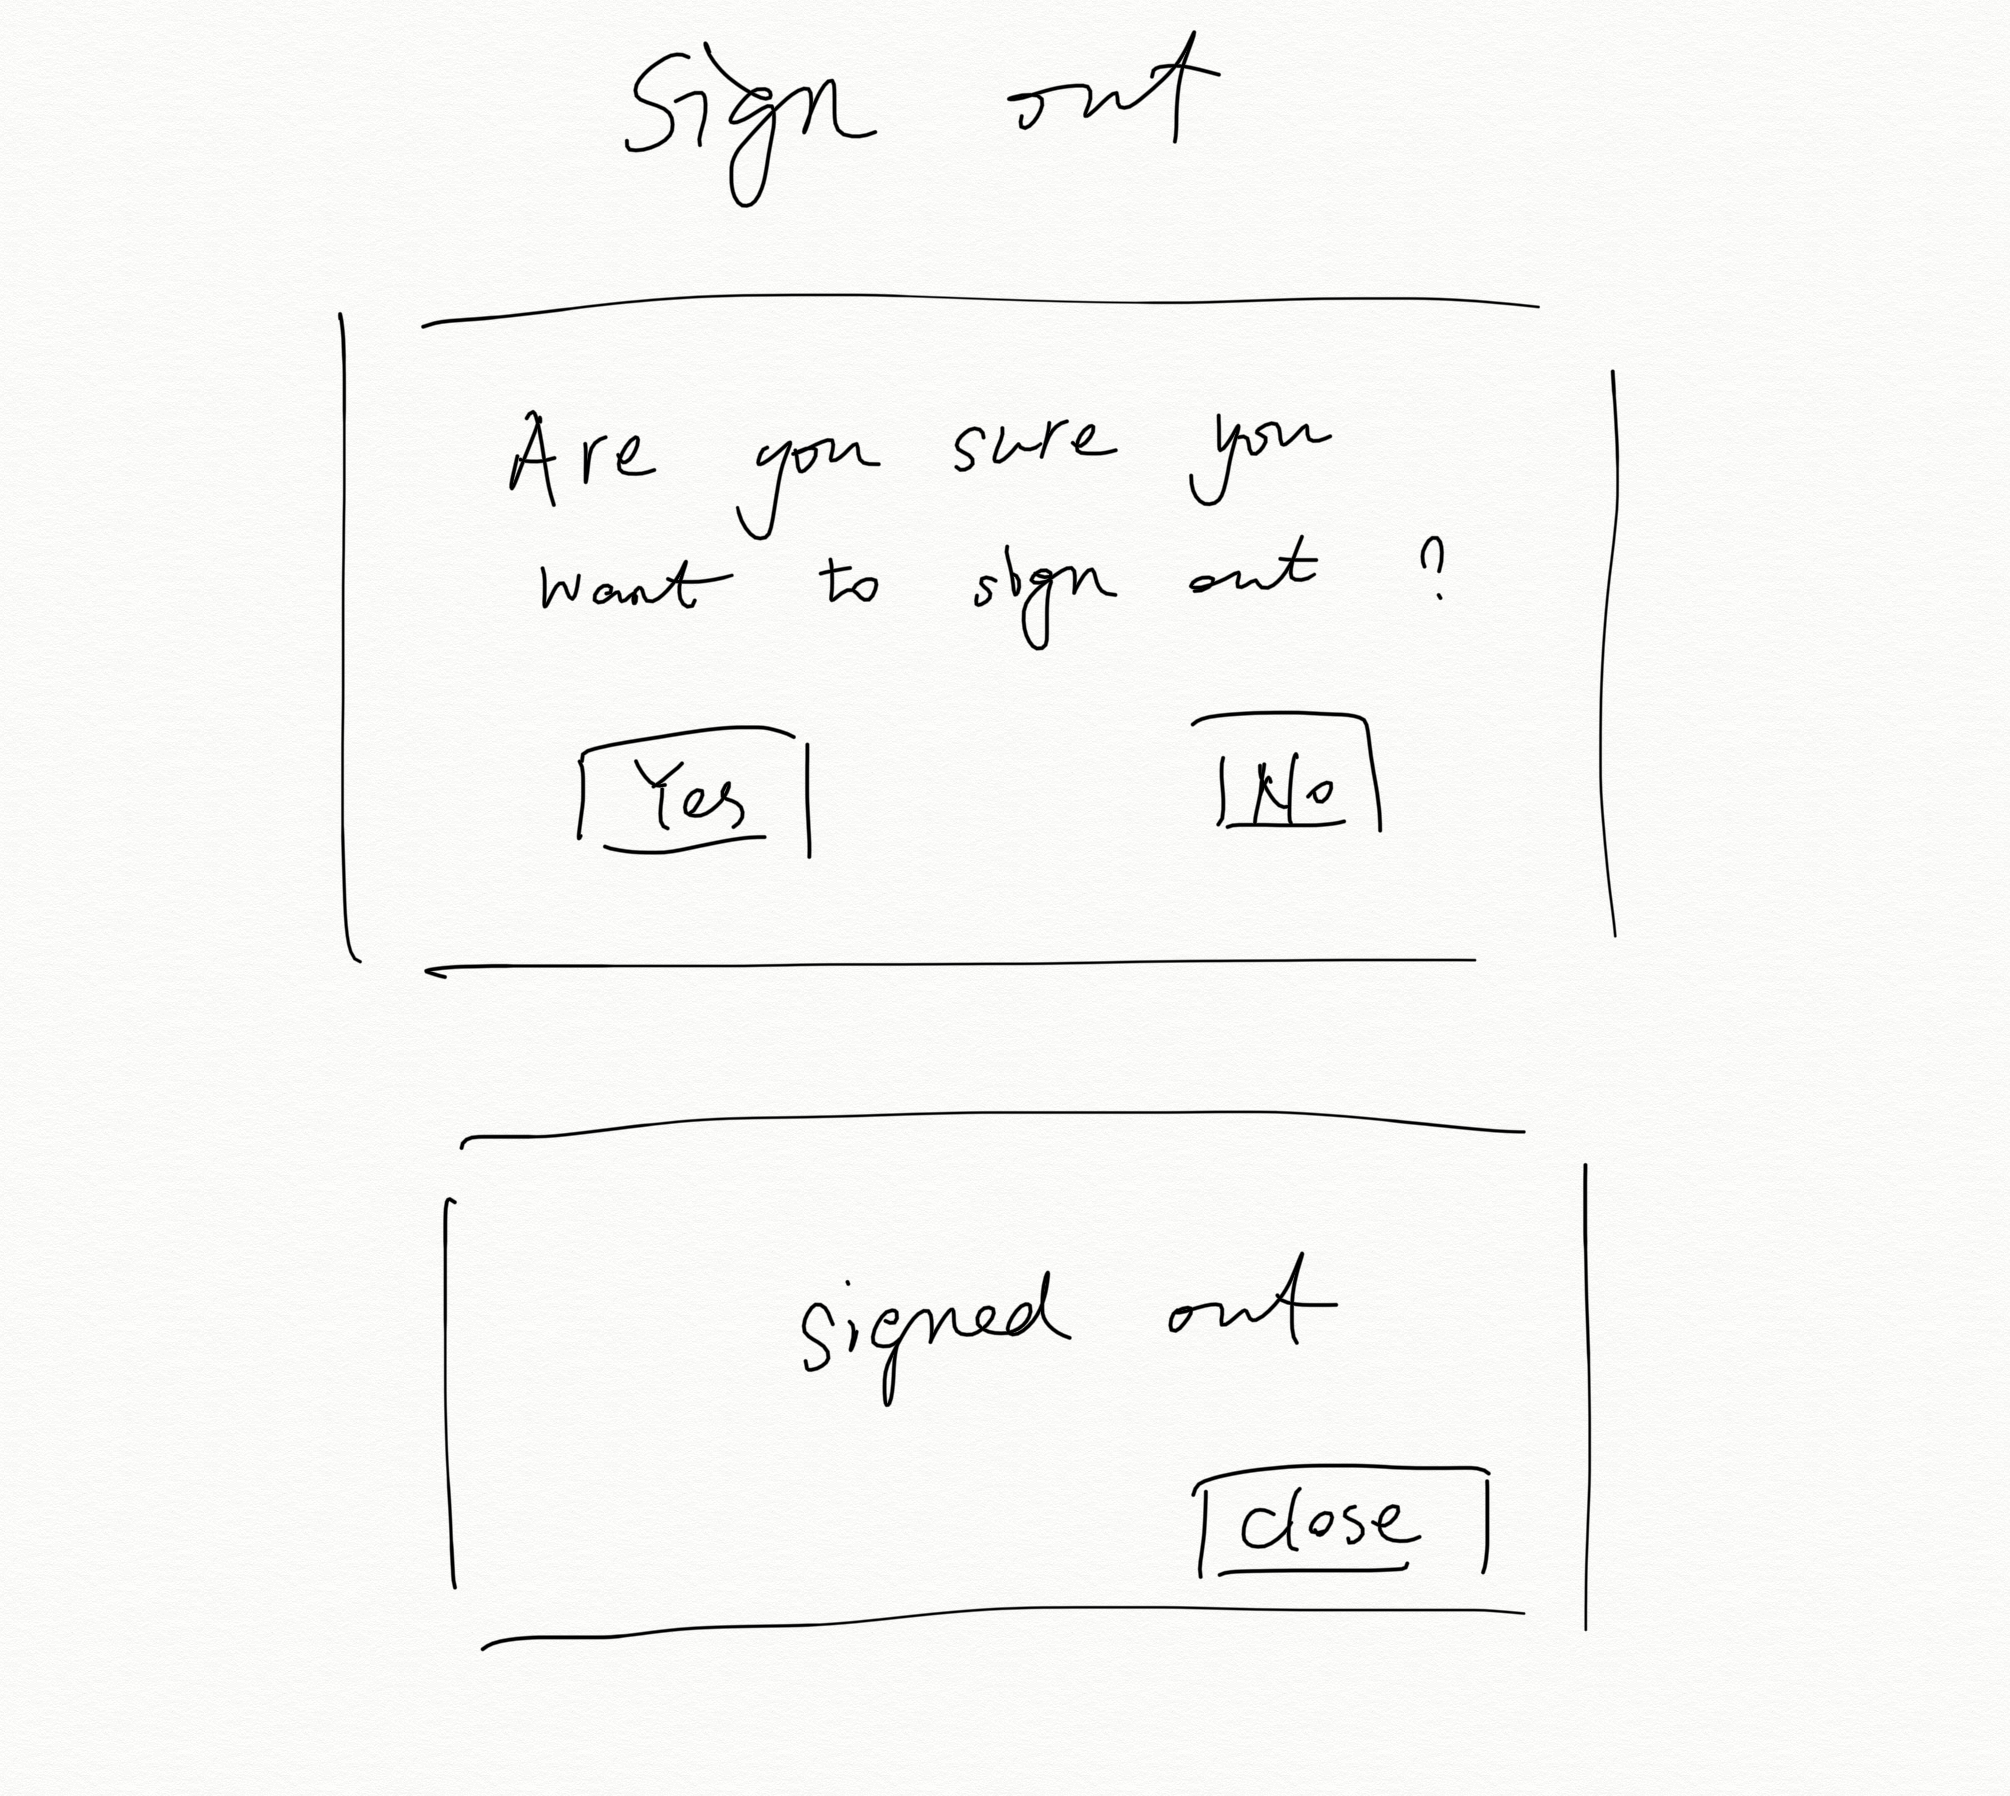 Sign out
Are you sure you
want to sign out ?
Yes
No
signed out
close